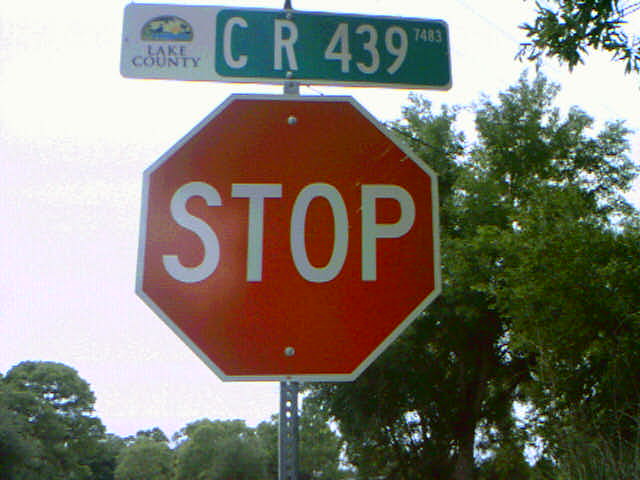 LAKE
COUNTY
C R 439 7483
STOP